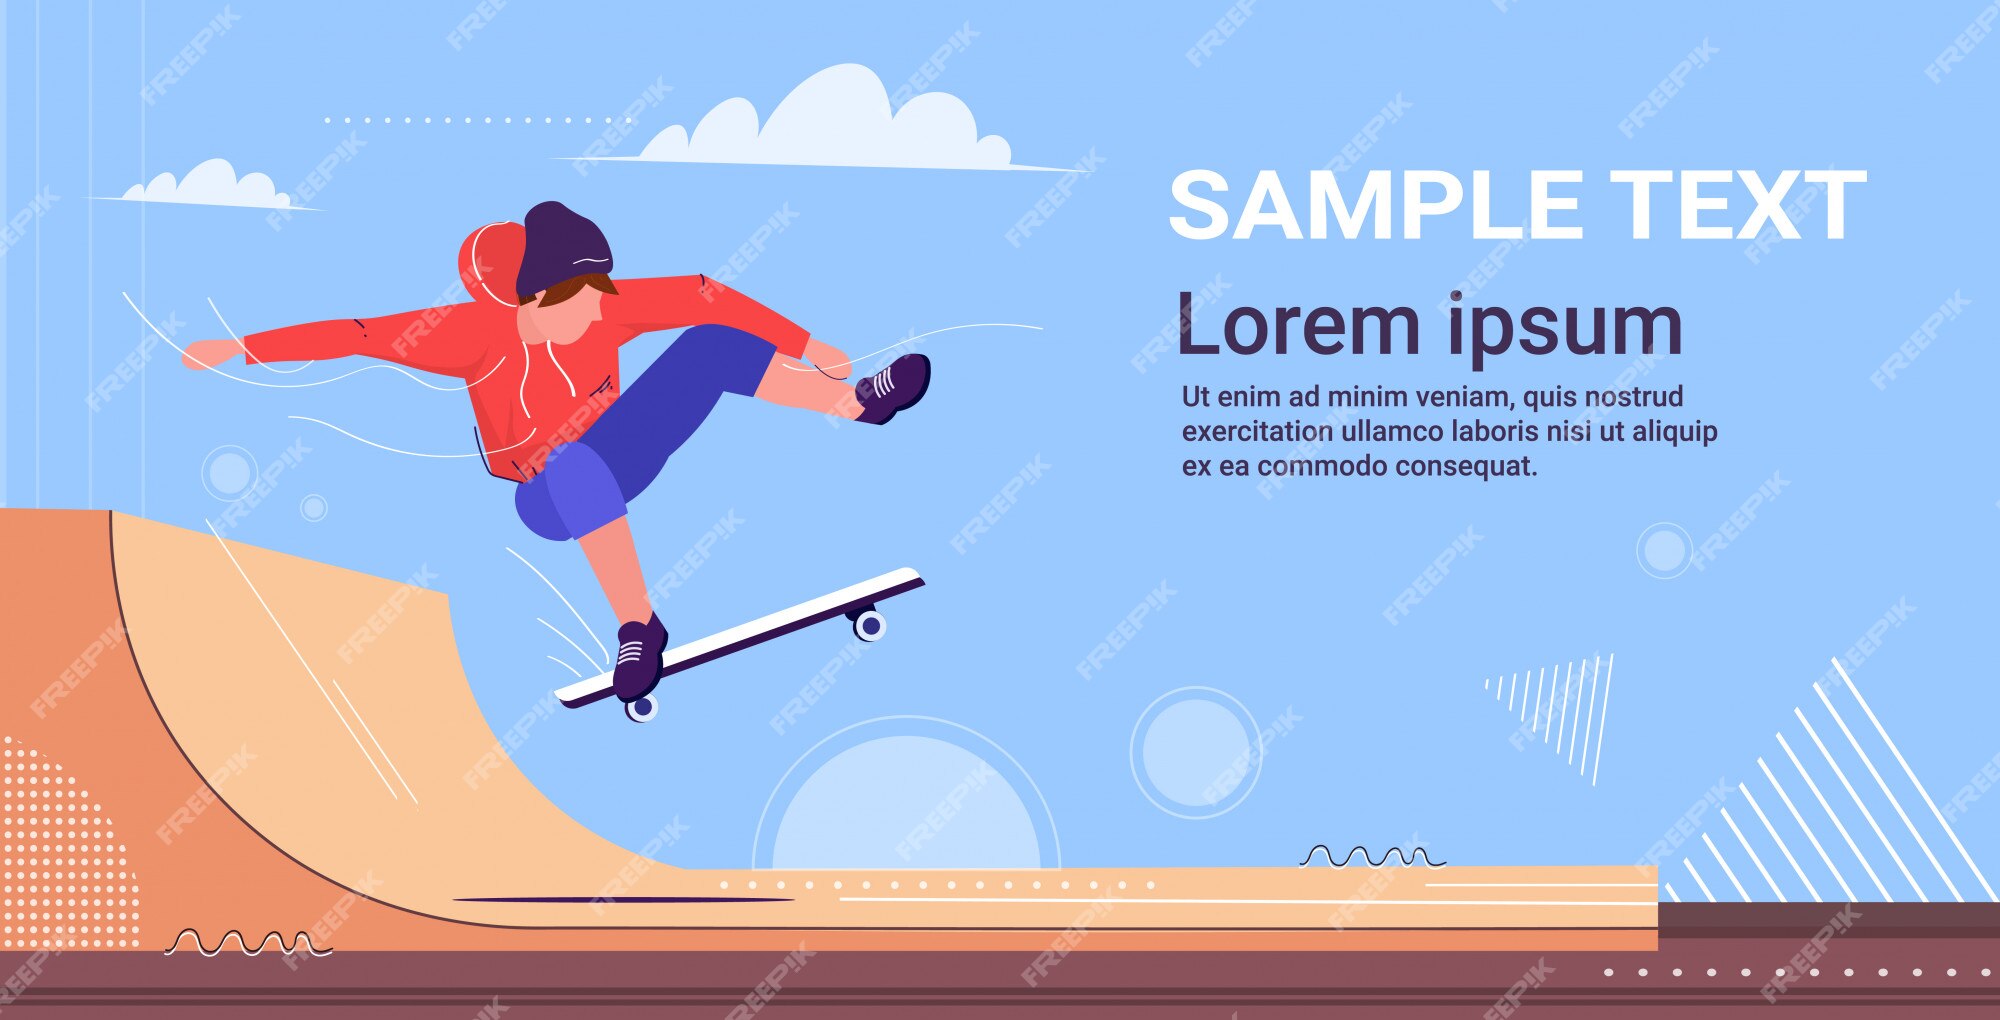 SAMPLE TEXT
Lorem ipsum
Ut enim ad minim veniam, quis nostrud
exercitation ullamco laboris nisi ut aliquip
ex ea commodo consequat.
FREEPIK